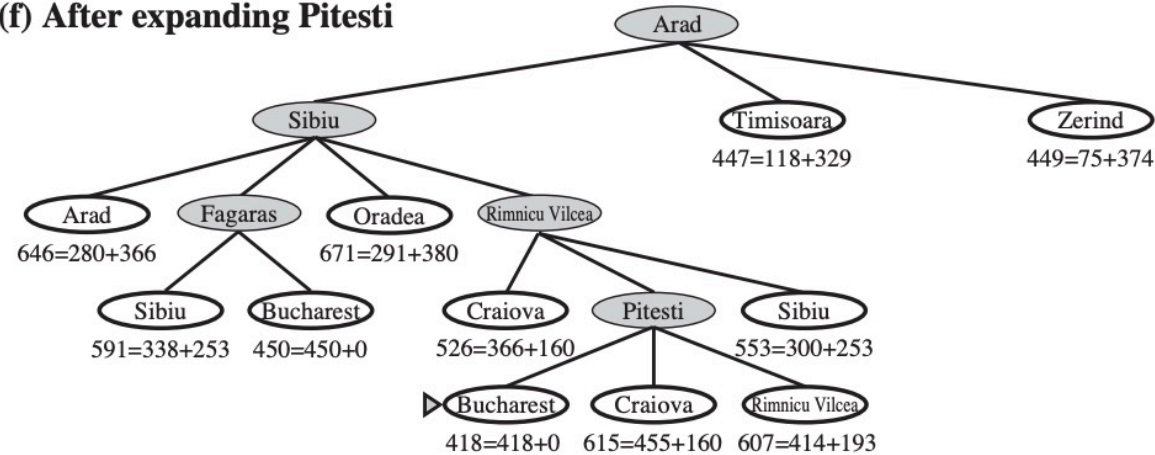 (f) After expanding Pitesti
Arad
Sibiu
Timisoara
Zerind
447=118+329
449=75+374
Arad
Fagaras
Oradea
Rimnicu Vilcea
646=280+366
671=291+380
Sibiu
Bucharest
Craiova
Pitesti
Sibiu
591=338+253
450=450+0
526=366+160
553=300+253
Bucharest
Craiova
Rimnicu Vilcea
418=418+0
615=455+160
607=414+193